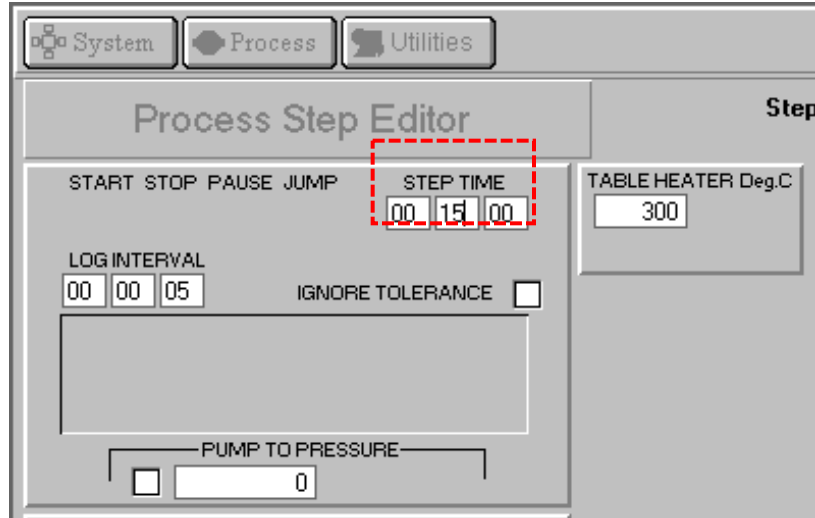 System Process Utilities
Process Step Editor
Step
START STOP PAUSE JUMP
STEP TIME
00 15 00
TABLE HEATER Deg.C
300
LOG INTERVAL
00 00 05
IGNORE TOLERANCE
PUMP TO PRESSURE
0